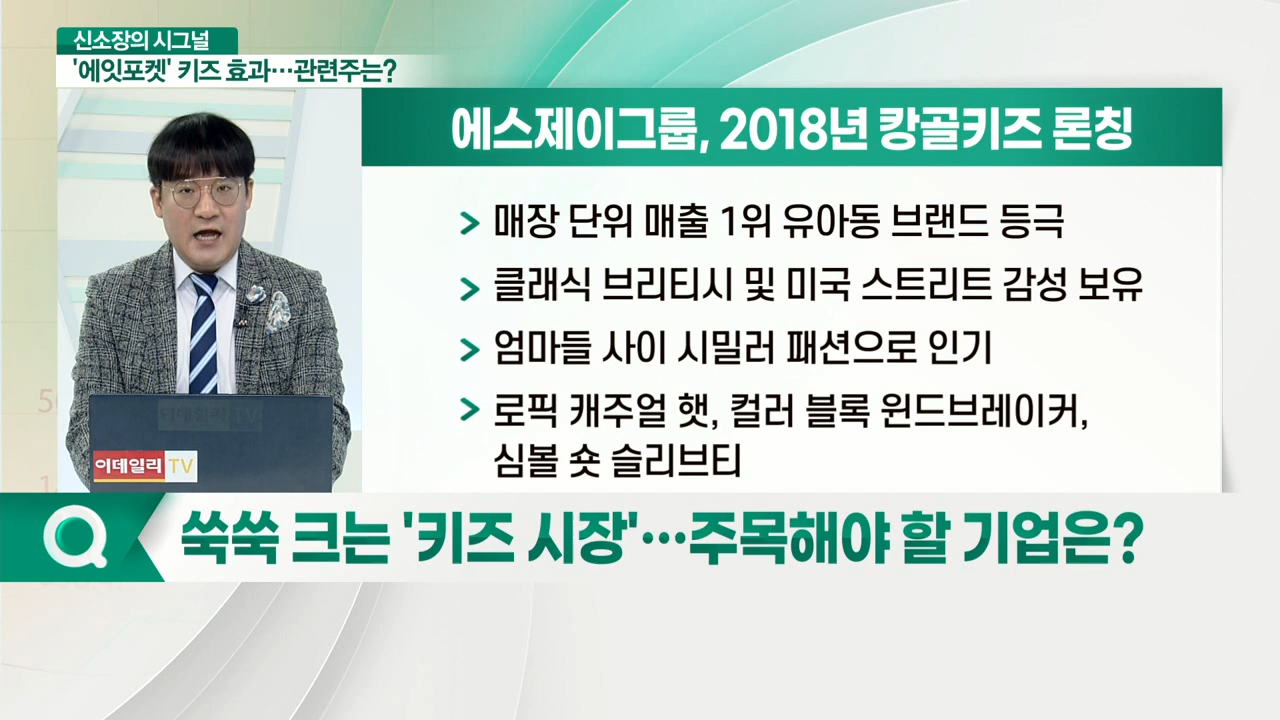 신소장의 시그널
'에잇포켓' 키즈 효과…관련주는?
에스제이그룹, 2018년 캉골키즈 론칭
> 매장 단위 매출 1위 유아동 브랜드 등극
> 클래식 브리티시 및 미국 스트리트 감성 보유
> 엄마들 사이 시밀러 패션으로 인기
> 로픽 캐주얼 햇, 컬러 블록 윈드브레이커,
심볼 숏 슬리브티
이데일리 TV
이데일리 TV
쑥쑥 크는 '키즈 시장'…주목해야 할 기업은?